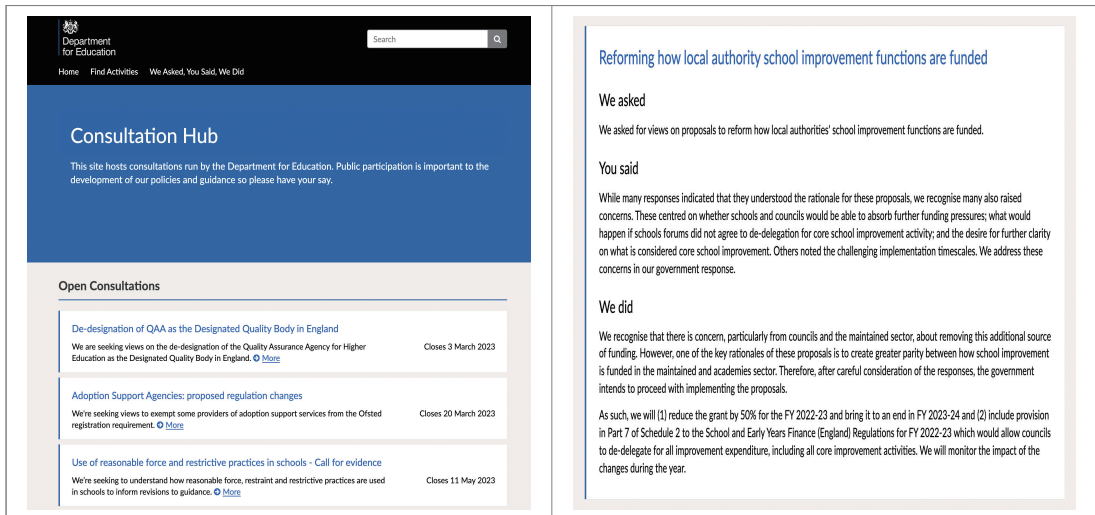 Department
for Education
Search
Home Find Activities We Asked, You Said, We Did
Consultation Hub
This site hosts consultations run by the Department for Education. Public participation is important to the
development of our policies and guidance so please have your say.
Open Consultations
De-designation of QAA as the Designated Quality Body in England
We are seeking views on the de-designation of the Quality Assurance Agency for Higher
Education as the Designated Quality Body in England. More
Closes 3 March 2023
Adoption Support Agencies: proposed regulation changes
We're seeking views to exempt some providers of adoption support services from the Ofsted
registration requirement. More
Closes 20 March 2023
Use of reasonable force and restrictive practices in schools - Call for evidence
We're seeking to understand how reasonable force, restraint and restrictive practices are used
in schools to inform revisions to guidance. More
Closes 11 May 2023
Reforming how local authority school improvement functions are funded
We asked
We asked for views on proposals to reform how local authorities' school improvement functions are funded.
You said
While many responses indicated that they understood the rationale for these proposals, we recognise many also raised
concerns. These centred on whether schools and councils would be able to absorb further funding pressures; what would
happen if schools forums did not agree to de-delegation for core school improvement activity; and the desire for further clarity
on what is considered core school improvement. Others noted the challenging implementation timescales. We address these
concerns in our government response.
We did
We recognise that there is concern, particularly from councils and the maintained sector, about removing this additional source
of funding. However, one of the key rationales of these proposals is to create greater parity between how school improvement
is funded in the maintained and academies sector. Therefore, after careful consideration of the responses, the government
intends to proceed with implementing the proposals.
As such, we will (1) reduce the grant by 50% for the FY 2022-23 and bring it to an end in FY 2023-24 and (2) include provision
in Part 7 of Schedule 2 to the School and Early Years Finance (England) Regulations for FY 2022-23 which would allow councils
to de-delegate for all improvement expenditure, including all core improvement activities. We will monitor the impact of the
changes during the year.